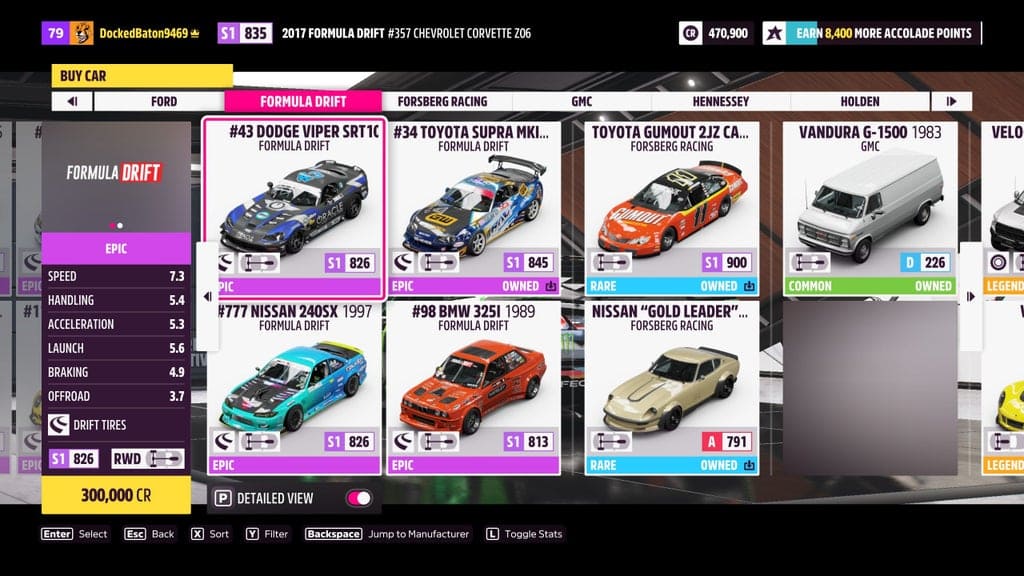 79 DockedBaton9469 S1 835 2017 FORMULA DRIFT #357 CHEVROLET CORVETTE Z06 CR 470,900 EARN 8,400 MORE ACCOLADE POINTS
BUY CAR
FORD FORMULA DRIFT FORSBERG RACING GMC HENNESSEY HOLDEN
FORMULA DRIFT
EPIC
SPEED 7.3
HANDLING 5.4
ACCELERATION 5.3
LAUNCH 5.6
BRAKING 4.9
OFFROAD 3.7
DRIFT TIRES
S1 826 RWD
300,000 CR
#43 DODGE VIPER SRT10
FORMULA DRIFT
ORACLE
S1 826
EPIC
#34 TOYOTA SUPRA MKI...
FORMULA DRIFT
S1 845
EPIC OWNED
TOYOTA GUMOUT 2JZ CA...
FORSBERG RACING
GUMOUT
11
S1 900
RARE OWNED
VANDURA G-1500 1983
GMC
D 226
COMMON OWNED
VELO
LEGEND
#777 NISSAN 240SX 1997
FORMULA DRIFT
S1 826
EPIC
#98 BMW 325I 1989
FORMULA DRIFT
S1 813
EPIC
NISSAN "GOLD LEADER"...
FORSBERG RACING
A 791
RARE OWNED
LEGEND
P DETAILED VIEW
Enter Select Esc Back X Sort Y Filter Backspace Jump to Manufacturer L Toggle Stats